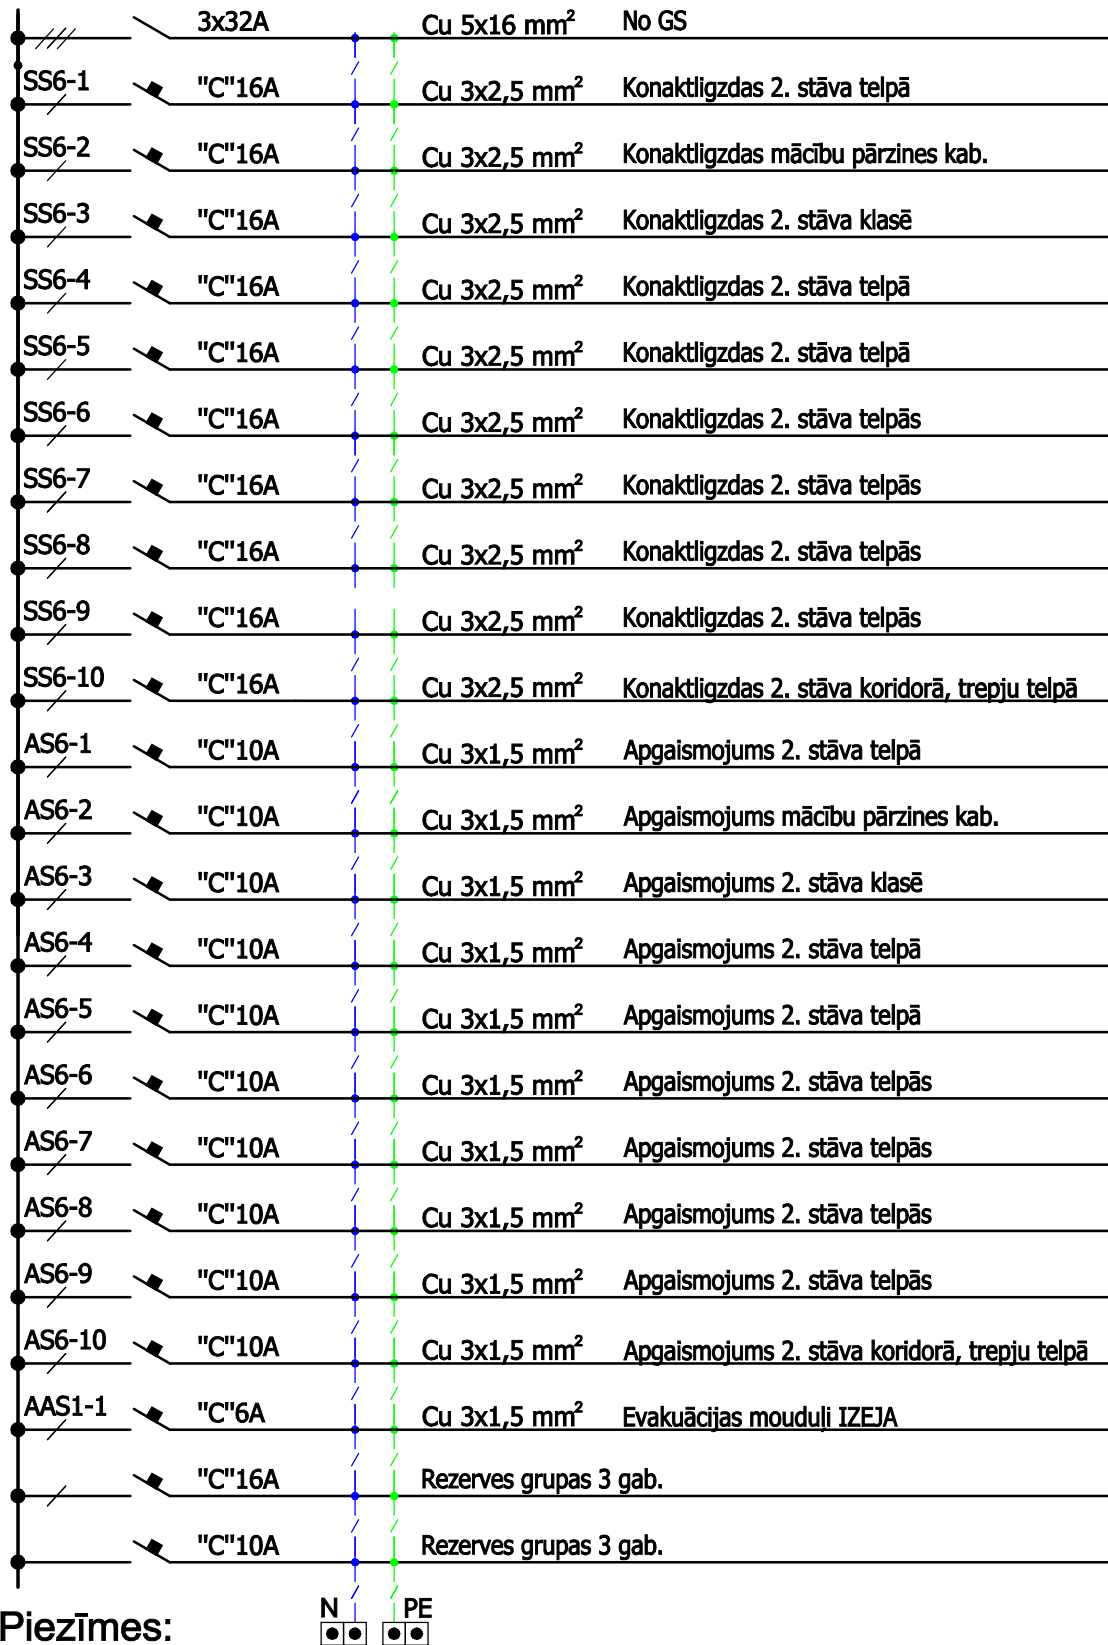 3x32A Cu 5x16 mm² No GS
SS6-1 "C"16A Cu 3x2,5 mm² Konaktligzdas 2. stāva telpā
SS6-2 "C"16A Cu 3x2,5 mm² Konaktligzdas mācību pārzines kab.
SS6-3 "C"16A Cu 3x2,5 mm² Konaktligzdas 2. stāva klasē
SS6-4 "C"16A Cu 3x2,5 mm² Konaktligzdas 2. stāva telpā
SS6-5 "C"16A Cu 3x2,5 mm² Konaktligzdas 2. stāva telpā
SS6-6 "C"16A Cu 3x2,5 mm² Konaktligzdas 2. stāva telpās
SS6-7 "C"16A Cu 3x2,5 mm² Konaktligzdas 2. stāva telpās
SS6-8 "C"16A Cu 3x2,5 mm² Konaktligzdas 2. stāva telpās
SS6-9 "C"16A Cu 3x2,5 mm² Konaktligzdas 2. stāva telpās
SS6-10 "C"16A Cu 3x2,5 mm² Konaktligzdas 2. stāva koridorā, trepju telpā
AS6-1 "C"10A Cu 3x1,5 mm² Apgaismojums 2. stāva telpā
AS6-2 "C"10A Cu 3x1,5 mm² Apgaismojums mācību pārzines kab.
AS6-3 "C"10A Cu 3x1,5 mm² Apgaismojums 2. stāva klasē
AS6-4 "C"10A Cu 3x1,5 mm² Apgaismojums 2. stāva telpā
AS6-5 "C"10A Cu 3x1,5 mm² Apgaismojums 2. stāva telpā
AS6-6 "C"10A Cu 3x1,5 mm² Apgaismojums 2. stāva telpās
AS6-7 "C"10A Cu 3x1,5 mm² Apgaismojums 2. stāva telpās
AS6-8 "C"10A Cu 3x1,5 mm² Apgaismojums 2. stāva telpās
AS6-9 "C"10A Cu 3x1,5 mm² Apgaismojums 2. stāva telpās
AS6-10 "C"10A Cu 3x1,5 mm² Apgaismojums 2. stāva koridorā, trepju telpā
AAS1-1 "C"6A Cu 3x1,5 mm² Evakuācijas mouduļi IZEJA
"C"16A Rezerves grupas 3 gab.
"C"10A Rezerves grupas 3 gab.
N PE
Piezīmes: